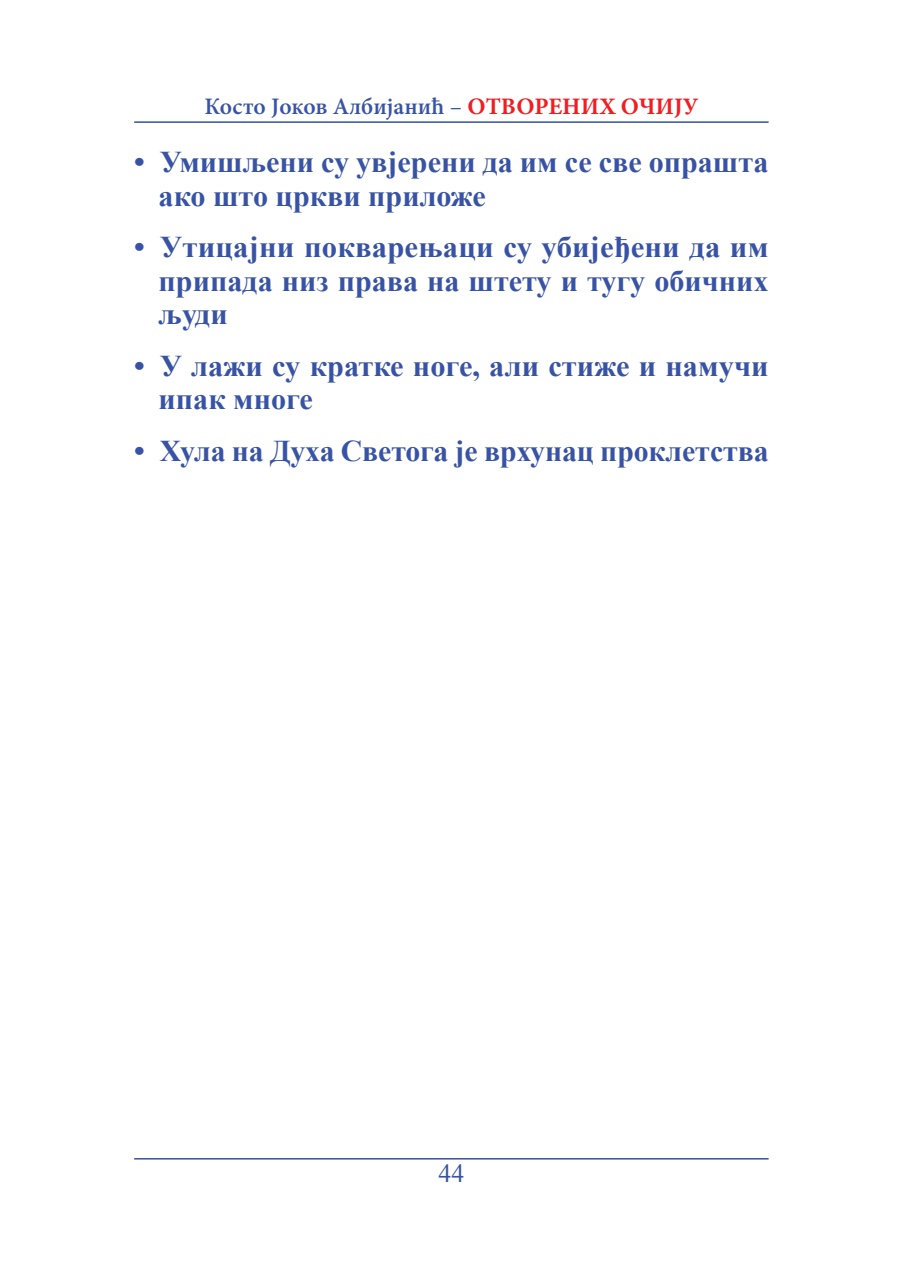 Косто Јоков Албијанић – ОТВОРЕНИХ ОЧИЈУ
• Умишљени су увјерени да им се све опрашта
ако што цркви приложе
• Утицајни покварењаци су убијеђени да им
припада низ права на штету и тугу обичних
људи
• У лажи су кратке ноге, али стиже и намучи
ипак многе
• Хула на Духа Светога је врхунац проклетства
44